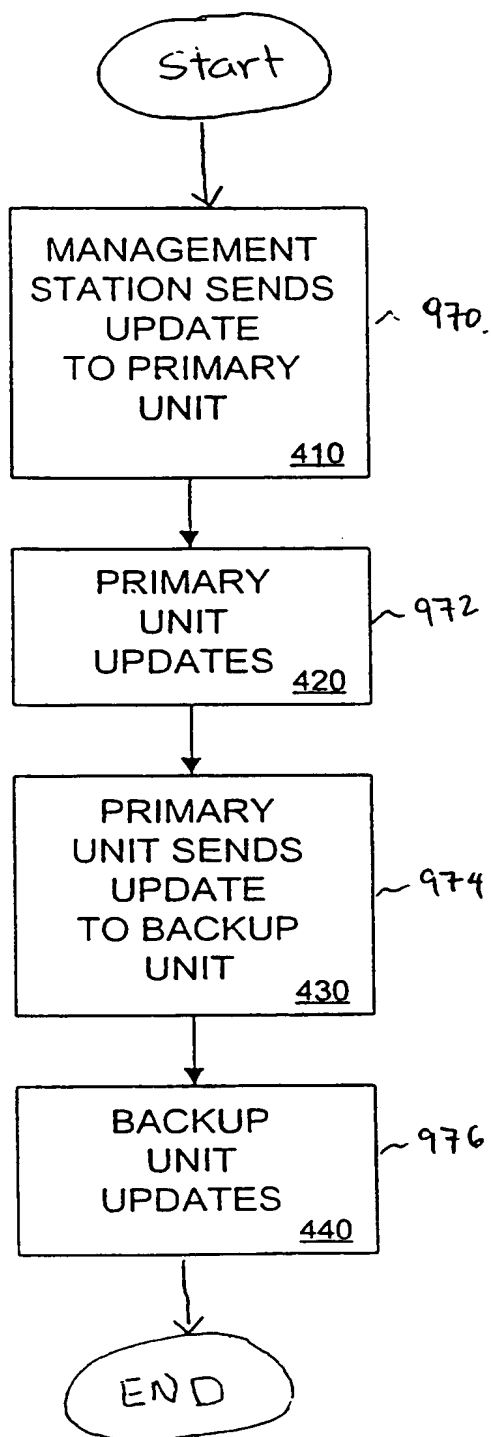 Start
MANAGEMENT
STATION SENDS
UPDATE
TO PRIMARY
UNIT
410
970.
PRIMARY
UNIT
UPDATES
420
972
PRIMARY
UNIT SENDS
UPDATE
TO BACKUP
UNIT
430
974
BACKUP
UNIT
UPDATES
440
976
END